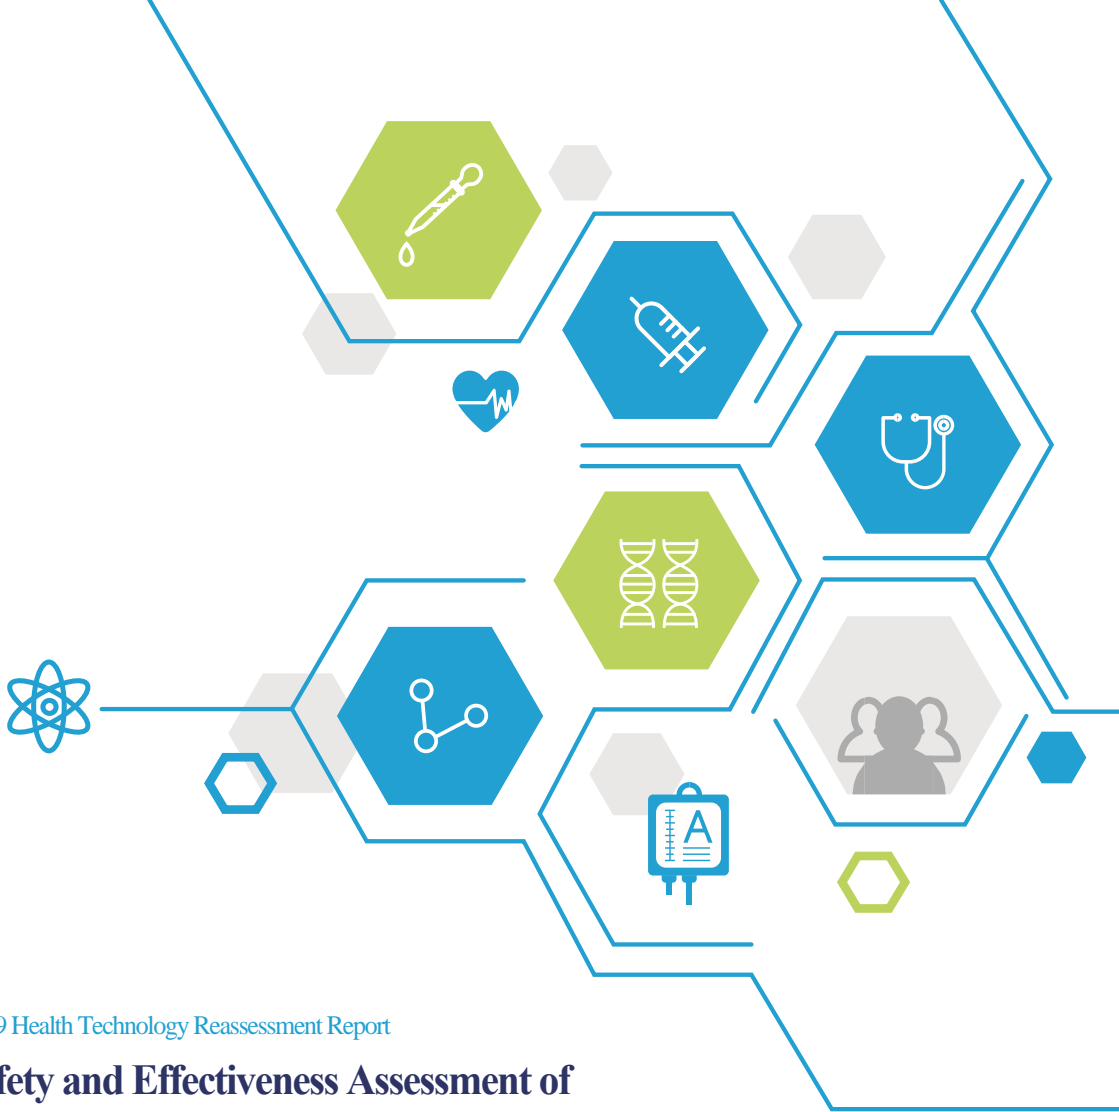 A
9 Health Technology Reassessment Report
fety and Effectiveness Assessment of